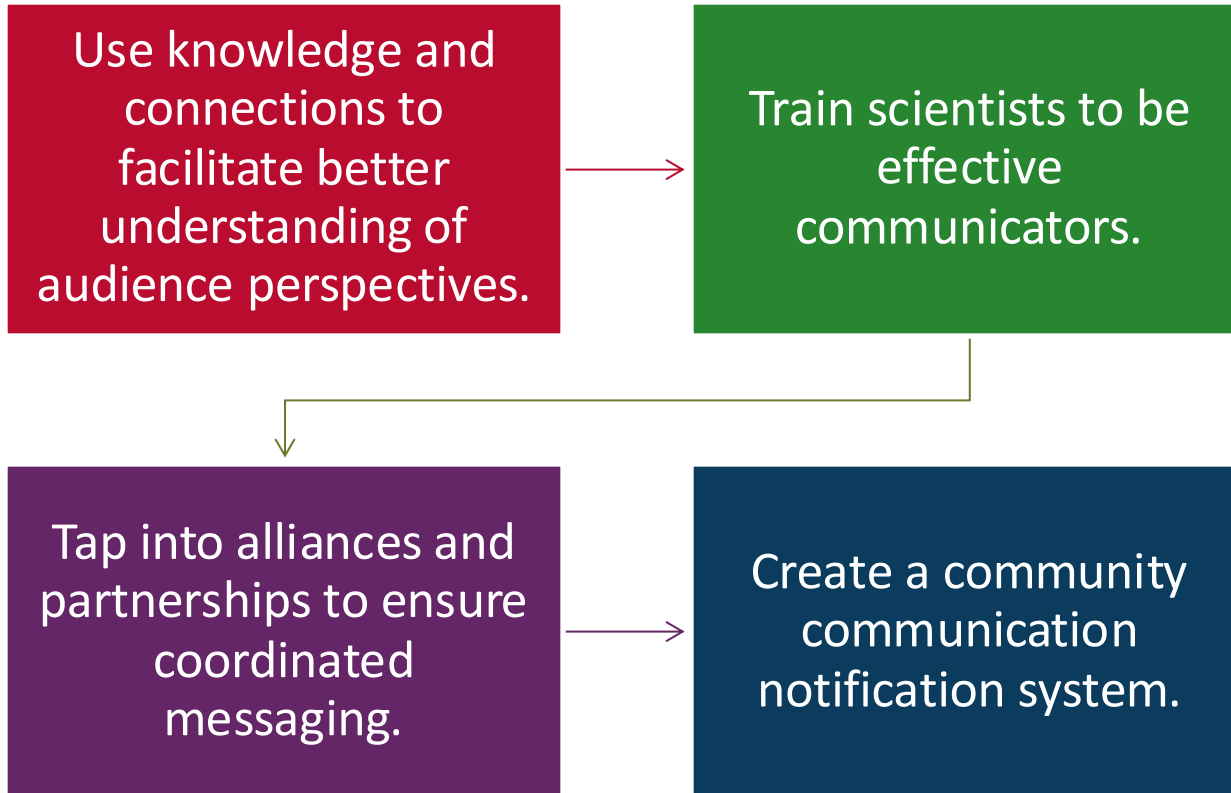 Use knowledge and
connections to
facilitate better
understanding of
audience perspectives.
Train scientists to be
effective
communicators.
Tap into alliances and
partnerships to ensure
coordinated
messaging.
Create a community
communication
notification system.